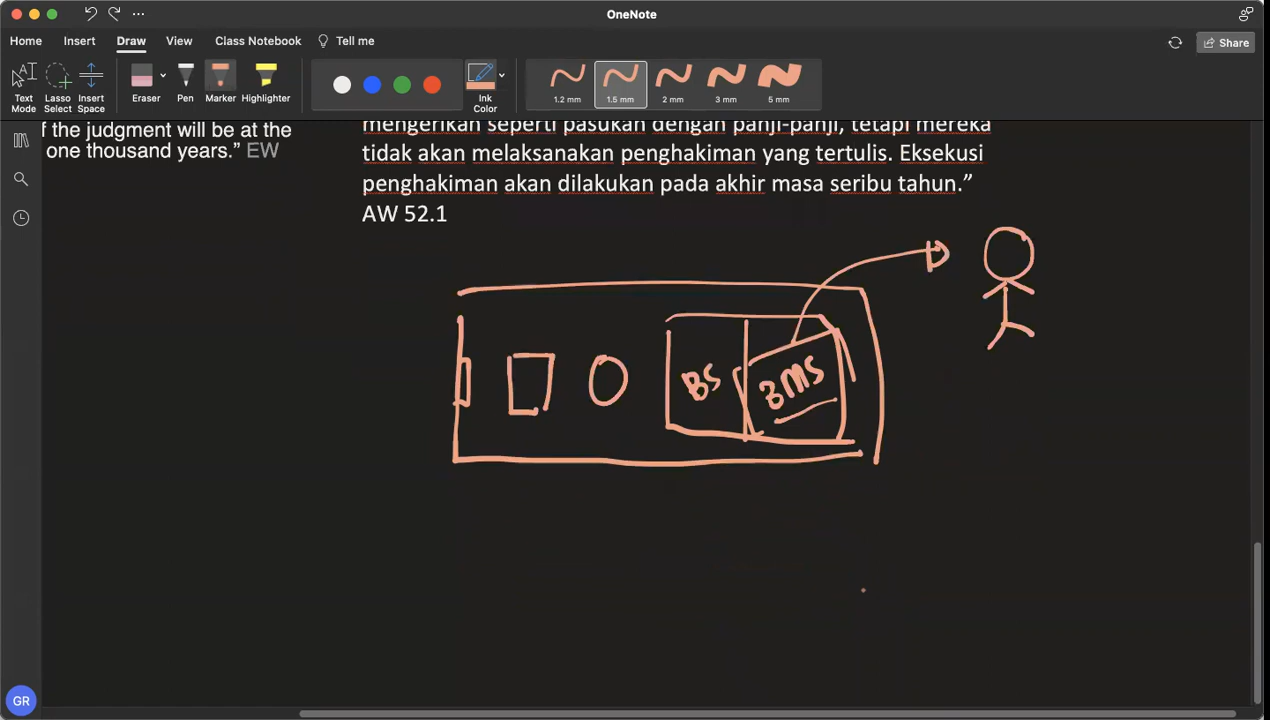 OneNote
Home Insert Draw View Class Notebook Tell me
Share
Text Mode
Lasso Select
Insert Space
Eraser
Pen
Marker
Highlighter
Ink Color
1.2 mm
1.5 mm
2 mm
3 mm
5 mm
f the judgment will be at the
one thousand years.” EW
mengerikan seperti pasukan dengan panji-panji, tetapi mereka
tidak akan melaksanakan penghakiman yang tertulis. Eksekusi
penghakiman akan dilakukan pada akhir masa seribu tahun.”
AW 52.1
BS
BMS
GR